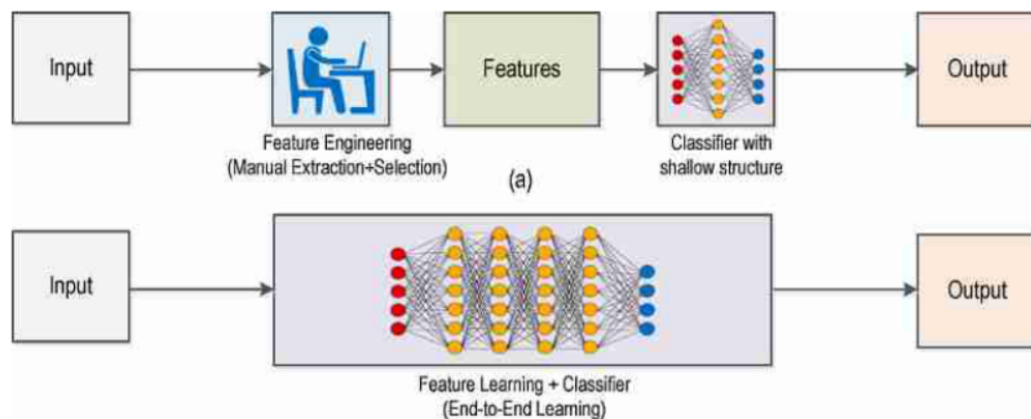 Input
Features
Output
Feature Engineering
(Manual Extraction+Selection)
Classifier with
shallow structure
(a)
Input
Output
Feature Learning + Classifier
(End-to-End Learning)